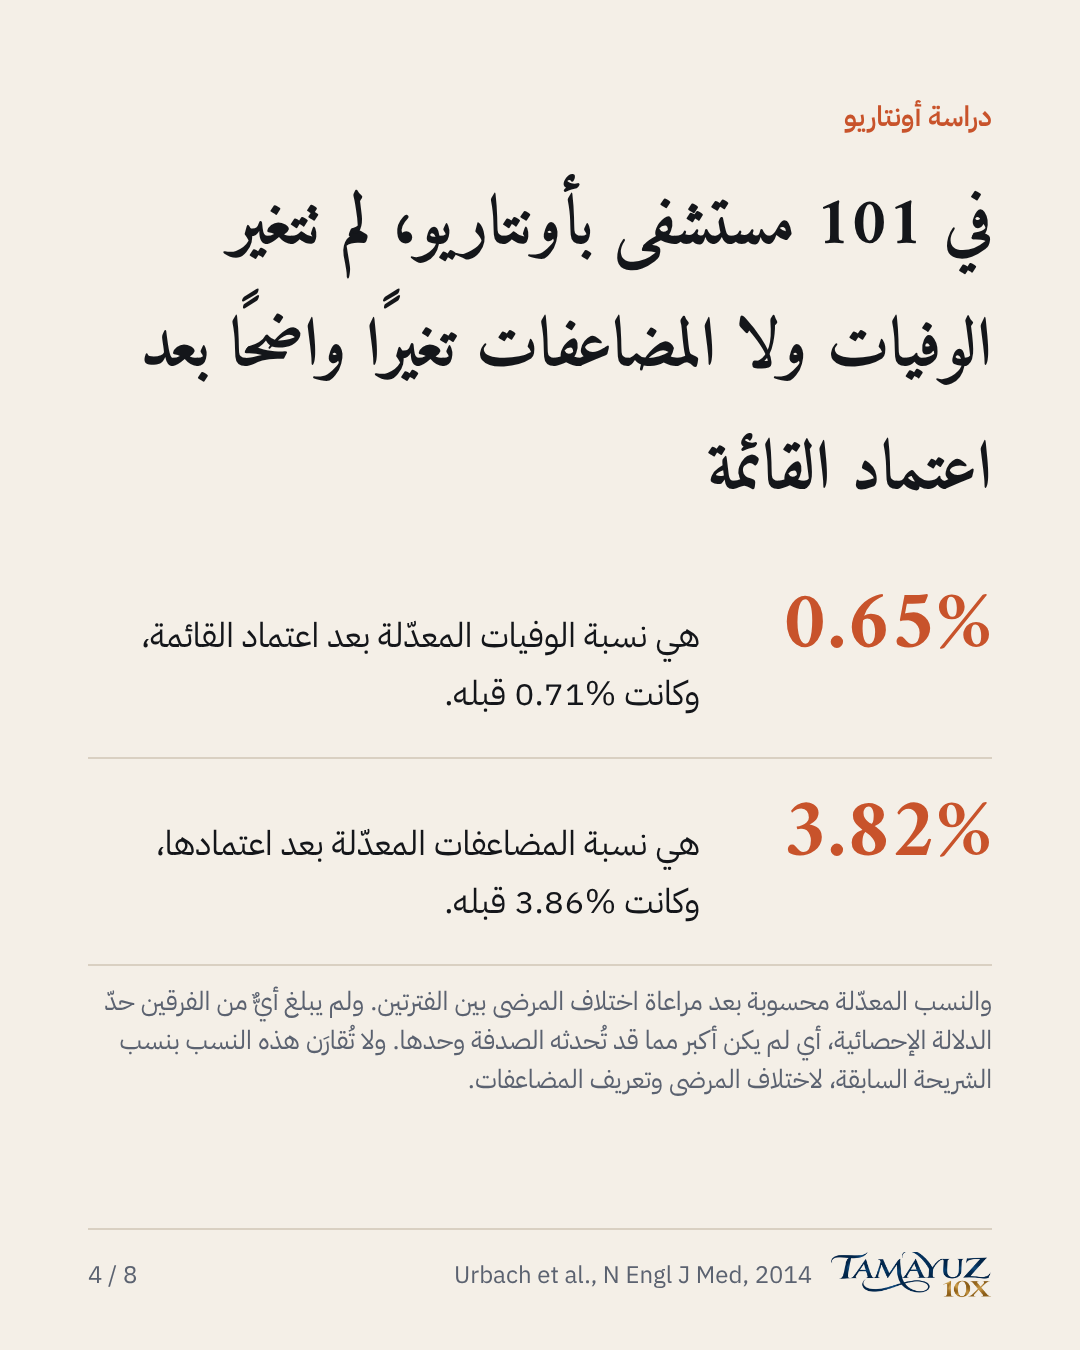 دراسة أونتاريو
في 101 مستشفى بأونتاريو، لم تتغير
الوفيات ولا المضاعفات تغيرًا واضحًا بعد
اعتماد القائمة
0.65%
هي نسبة الوفيات المعدّلة بعد اعتماد القائمة،
وكانت 0.71% قبله.
3.82%
هي نسبة المضاعفات المعدّلة بعد اعتمادها،
وكانت 3.86% قبله.
والنسب المعدّلة محسوبة بعد مراعاة اختلاف المرضى بين الفترتين. ولم يبلغ أيٌّ من الفرقين حدّ
الدلالة الإحصائية، أي لم يكن أكبر مما قد تُحدثه الصدفة وحدها. ولا تُقارَن هذه النسب بنسب
الشريحة السابقة، لاختلاف المرضى وتعريف المضاعفات.
TAMAYUZ
10X
Urbach et al., N Engl J Med, 2014
4 / 8